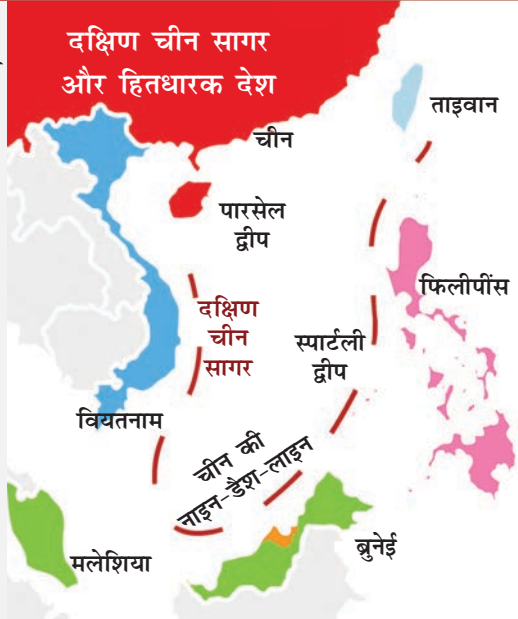 दक्षिण चीन सागर
और हितधारक देश
ताइवान
चीन
पारसेल
द्वीप
फिलीपींस
दक्षिण
चीन
सागर
स्पार्टली
द्वीप
वियतनाम
चीन की
नाइन-डैश-लाइन
मलेशिया
ब्रुनेई